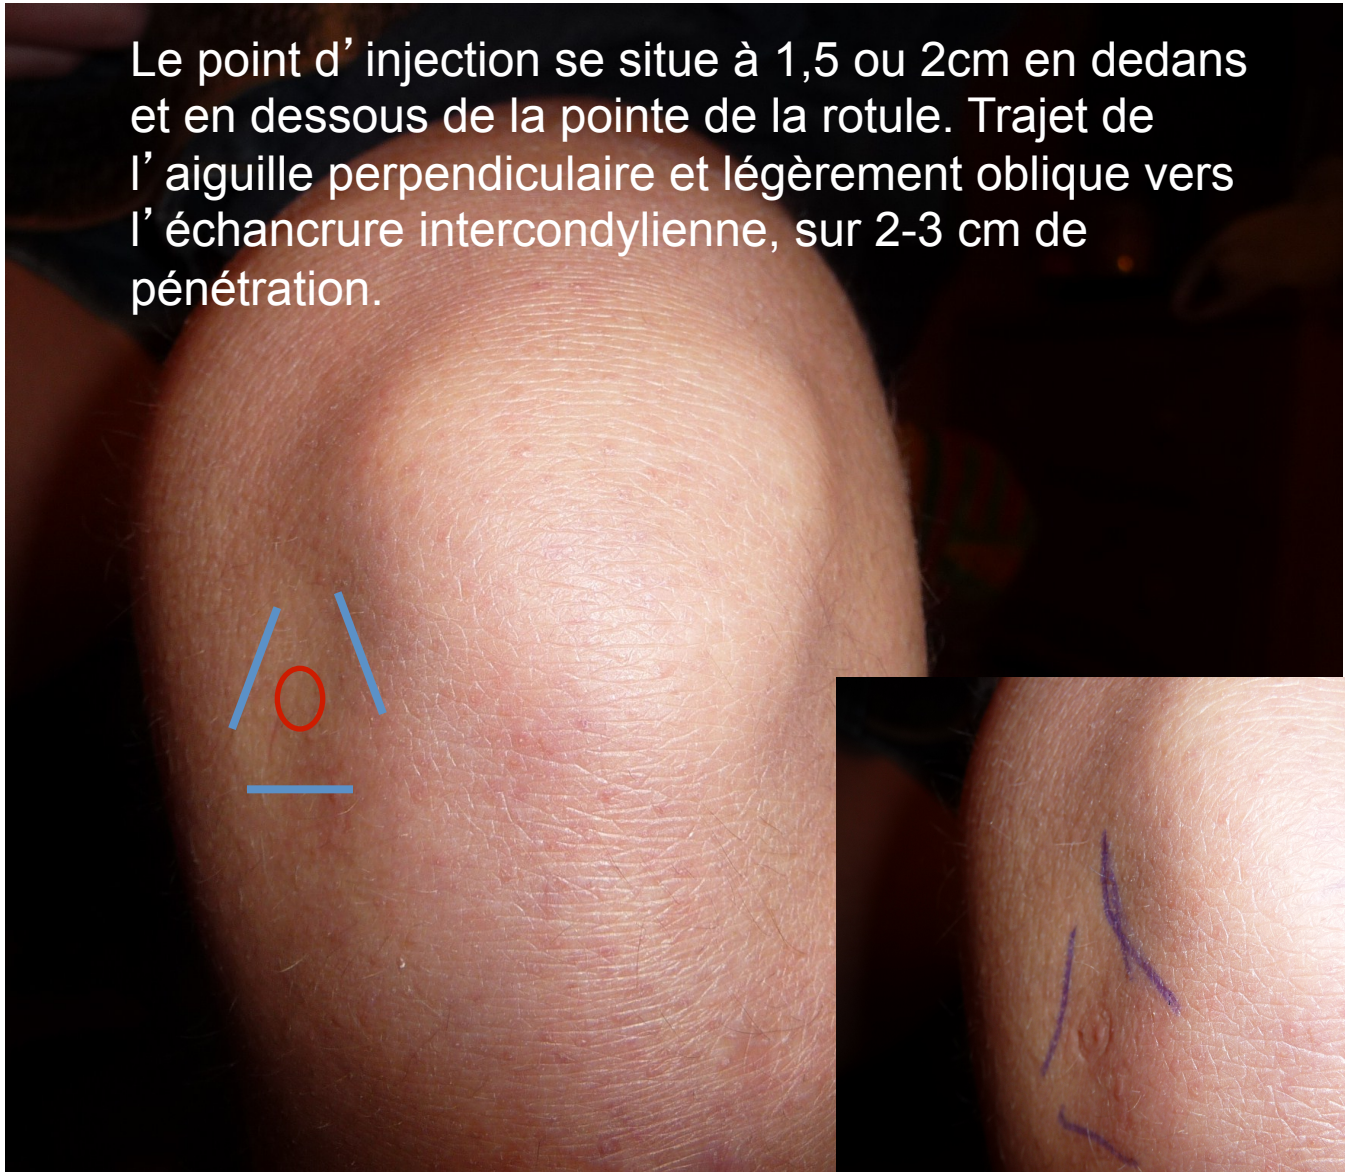 Le point d’ injection se situe à 1,5 ou 2cm en dedans
et en dessous de la pointe de la rotule. Trajet de
l’ aiguille perpendiculaire et légèrement oblique vers
l’ échancrure intercondylienne, sur 2-3 cm de
pénétration.